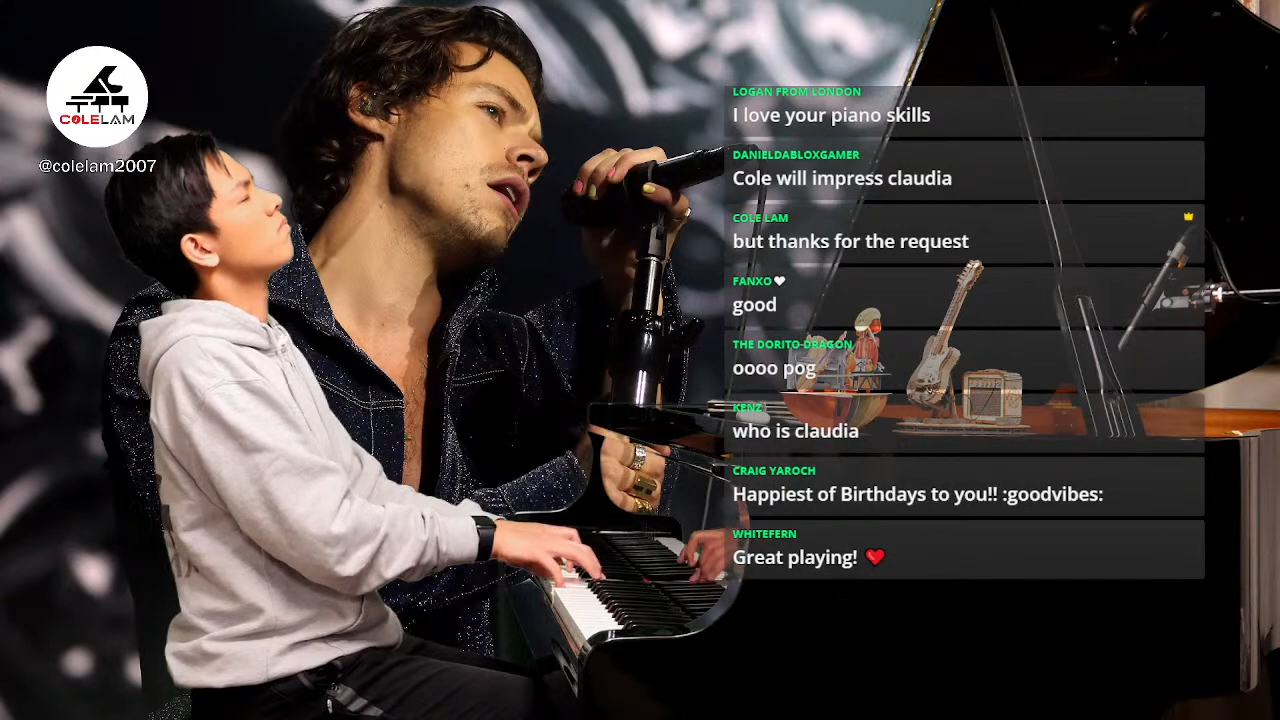 COLELAM
@colelam2007
LOGAN FROM LONDON
I love your piano skills
DANIELDABLOXGAMER
Cole will impress claudia
COLE LAM
but thanks for the request
FANXO🤍
good
THE DORITO DRAGON
oooo pog
KENZ
who is claudia
CRAIG YAROCH
Happiest of Birthdays to you!! :goodvibes:
WHITEFERN
Great playing! ❤️